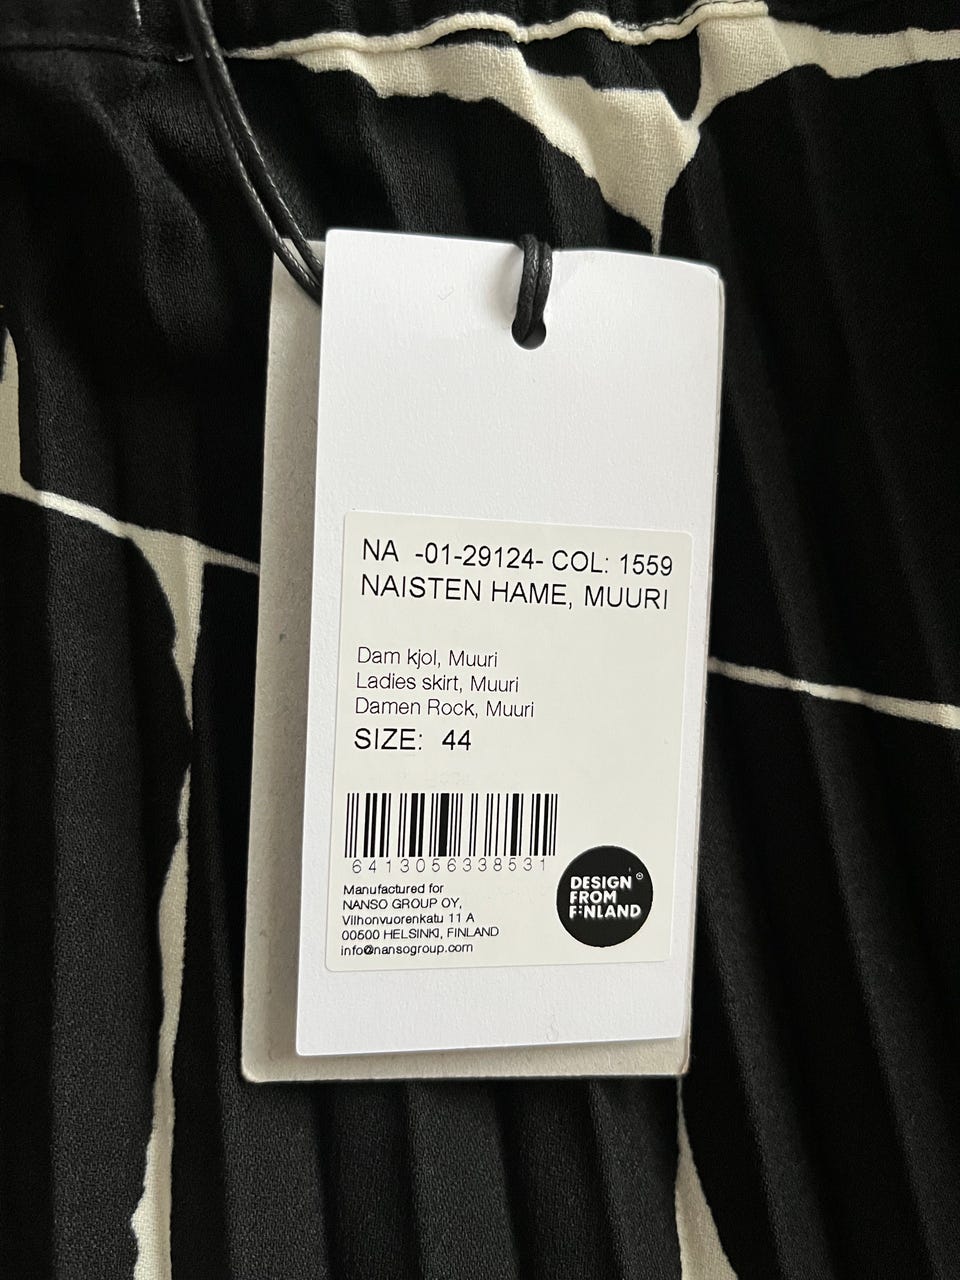 NA -01-29124- COL: 1559
NAISTEN HAME, MUURI
Dam kjol, Muuri
Ladies skirt, Muuri
Damen Rock, Muuri
SIZE: 44
6413056338531
Manufactured for
NANSO GROUP OY,
Vilhonvuorenkatu 11 A
00500 HELSINKI, FINLAND
info@nansogroup.com
DESIGN ®
FROM
FINLAND